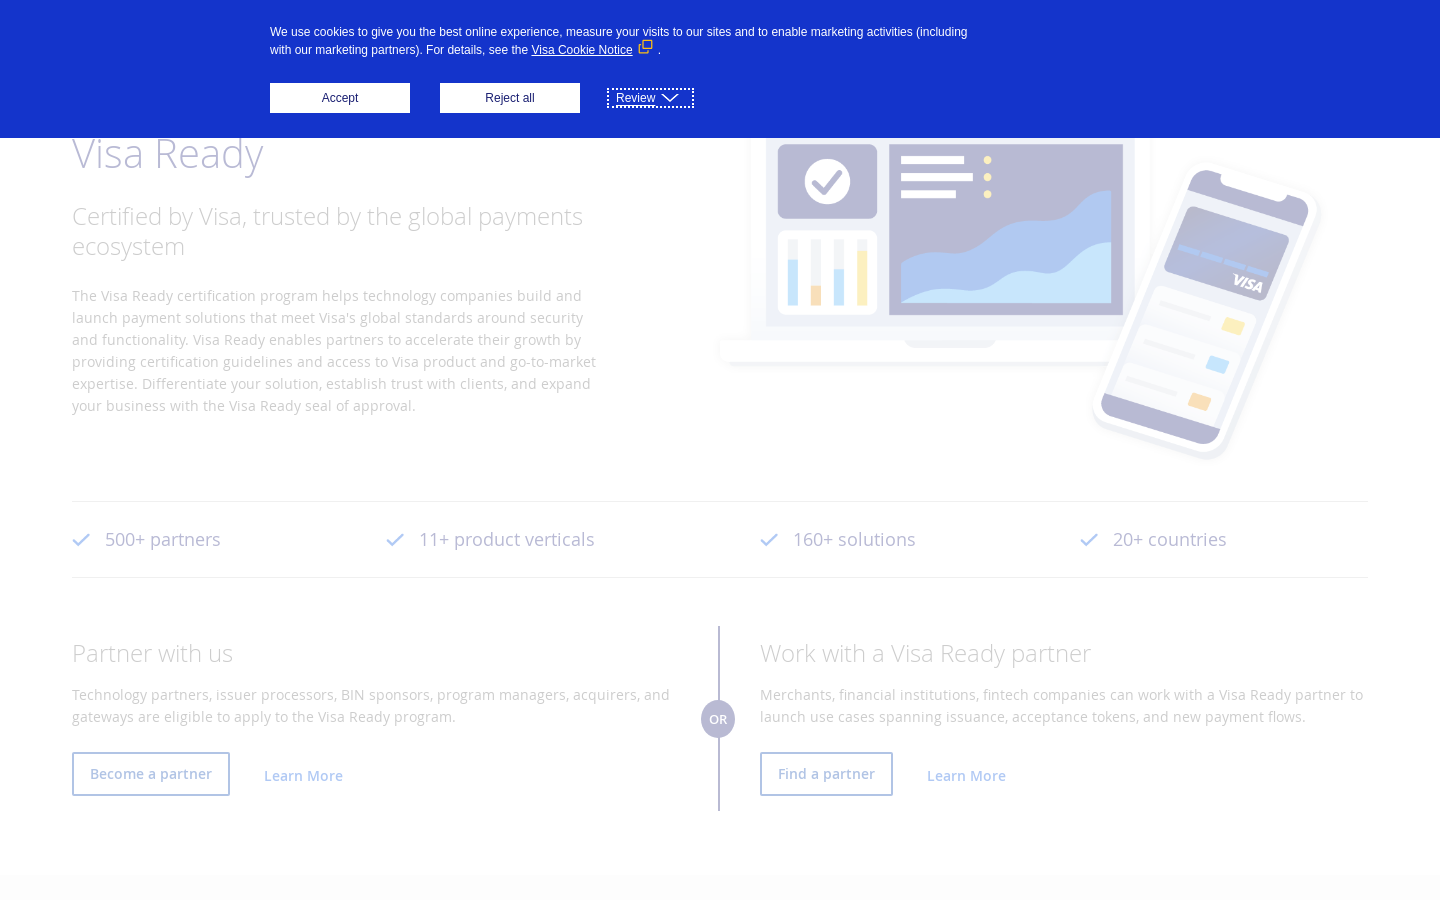 We use cookies to give you the best online experience, measure your visits to our sites and to enable marketing activities (including
with our marketing partners). For details, see the Visa Cookie Notice .
Accept
Reject all
Review
Visa Ready
Certified by Visa, trusted by the global payments
ecosystem
The Visa Ready certification program helps technology companies build and
launch payment solutions that meet Visa's global standards around security
and functionality. Visa Ready enables partners to accelerate their growth by
providing certification guidelines and access to Visa product and go-to-market
expertise. Differentiate your solution, establish trust with clients, and expand
your business with the Visa Ready seal of approval.
VISA
500+ partners
11+ product verticals
160+ solutions
20+ countries
Partner with us
Technology partners, issuer processors, BIN sponsors, program managers, acquirers, and
gateways are eligible to apply to the Visa Ready program.
Become a partner
Learn More
OR
Work with a Visa Ready partner
Merchants, financial institutions, fintech companies can work with a Visa Ready partner to
launch use cases spanning issuance, acceptance tokens, and new payment flows.
Find a partner
Learn More